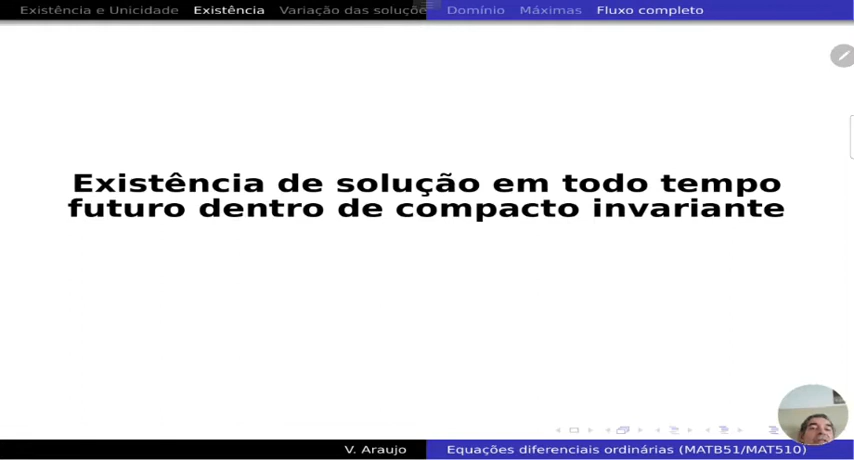 Existência e Unicidade Existência Variação das soluçõe Domínio Máximas Fluxo completo
Existência de solução em todo tempo
futuro dentro de compacto invariante
V. Araujo Equações diferenciais ordinárias (MATB51/MAT510)